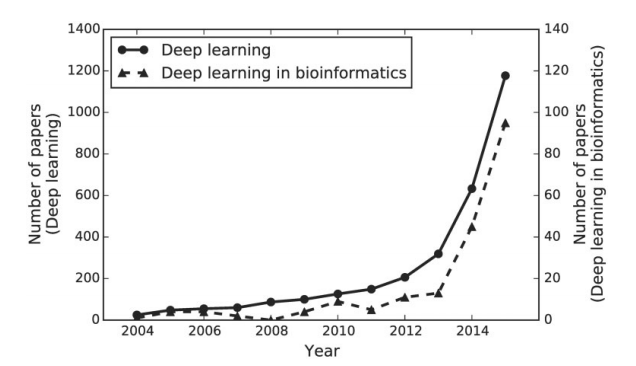 Deep learning
Deep learning in bioinformatics
Number of papers
(Deep learning)
1400
1200
1000
800
600
400
200
0
140
120
100
80
60
40
20
0
Number of papers
(Deep learning in bioinformatics)
2004 2006 2008 2010 2012 2014
Year